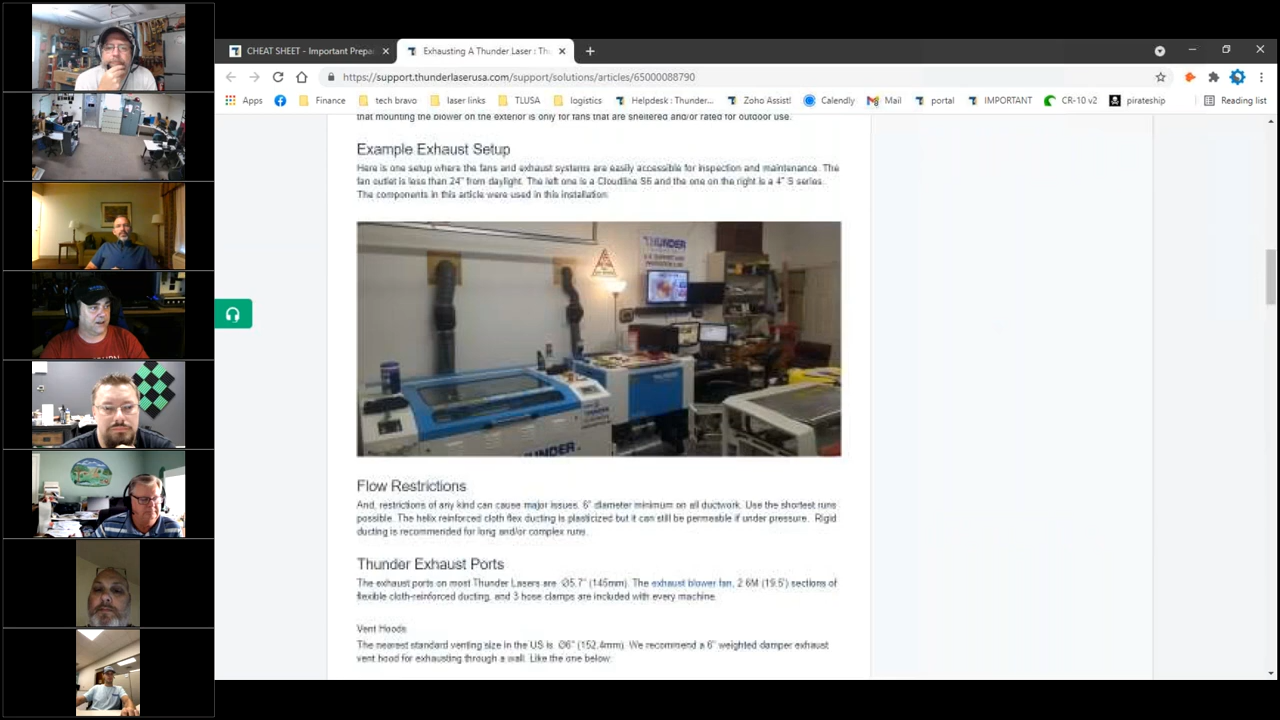 CHEAT SHEET - Important Prepa
Exhausting A Thunder Laser : Th
https://support.thunderlaserusa.com/support/solutions/articles/65000088790
Apps Finance tech bravo laser links TLUSA logistics Helpdesk : Thunder... Zoho Assist! Calendly Mail portal IMPORTANT CR-10 v2 pirateship Reading list
that mounting the blower on the exterior is only for fans that are sheltered and/or rated for outdoor use.
Example Exhaust Setup
Here is one setup where the fans and exhaust systems are easily accessible for inspection and maintenance. The
fan outlet is less than 24" from daylight. The left one is a Cloudline S6 and the one on the right is a 4" S series.
The components in this article were used in this installation.
THUNDER
THUNDER
Flow Restrictions
And, restrictions of any kind can cause major issues. 6" diameter minimum on all ductwork. Use the shortest runs
possible. The helix reinforced cloth flex ducting is plasticized but it can still be permeable if under pressure. Rigid
ducting is recommended for long and/or complex runs.
Thunder Exhaust Ports
The exhaust ports on most Thunder Lasers are Ø5.7" (145mm). The exhaust blower fan, 2 6M (19.5') sections of
flexible cloth-reinforced ducting, and 3 hose clamps are included with every machine.
Vent Hoods
The nearest standard venting size in the US is Ø6" (152.4mm). We recommend a 6" weighted damper exhaust
vent hood for exhausting through a wall. Like the one below.